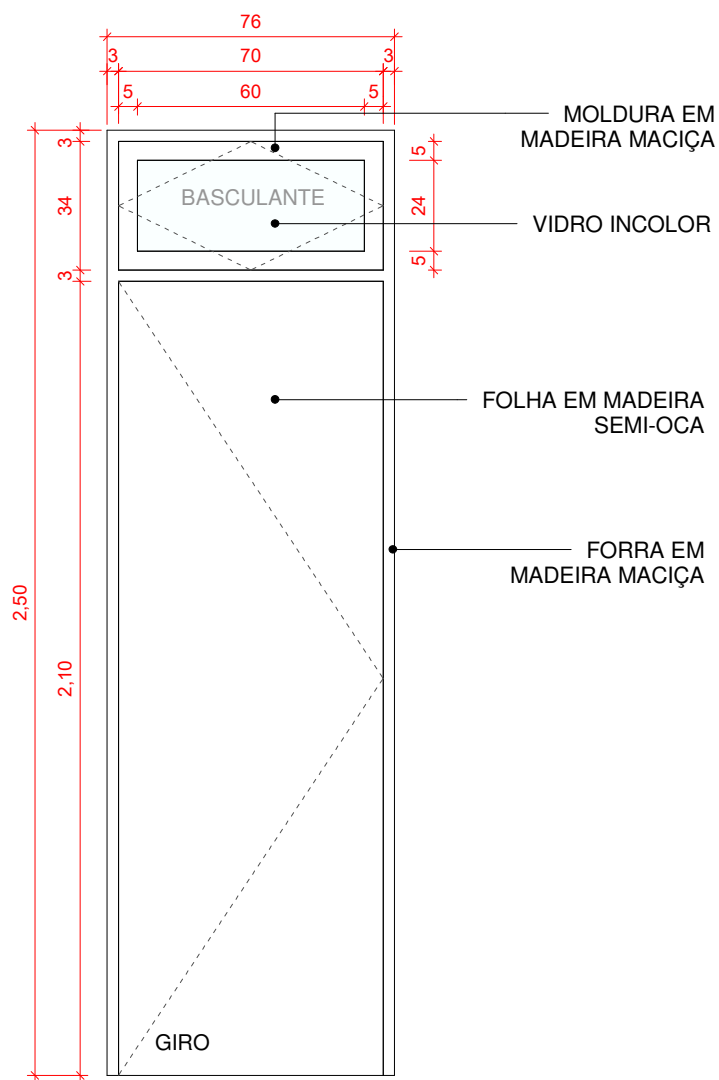 76
3 70 3
5 60 5
MOLDURA EM
MADEIRA MACIÇA
3
5
34
BASCULANTE
24
VIDRO INCOLOR
3
5
FOLHA EM MADEIRA
SEMI-OCA
FORRA EM
MADEIRA MACIÇA
2,50
2,10
GIRO